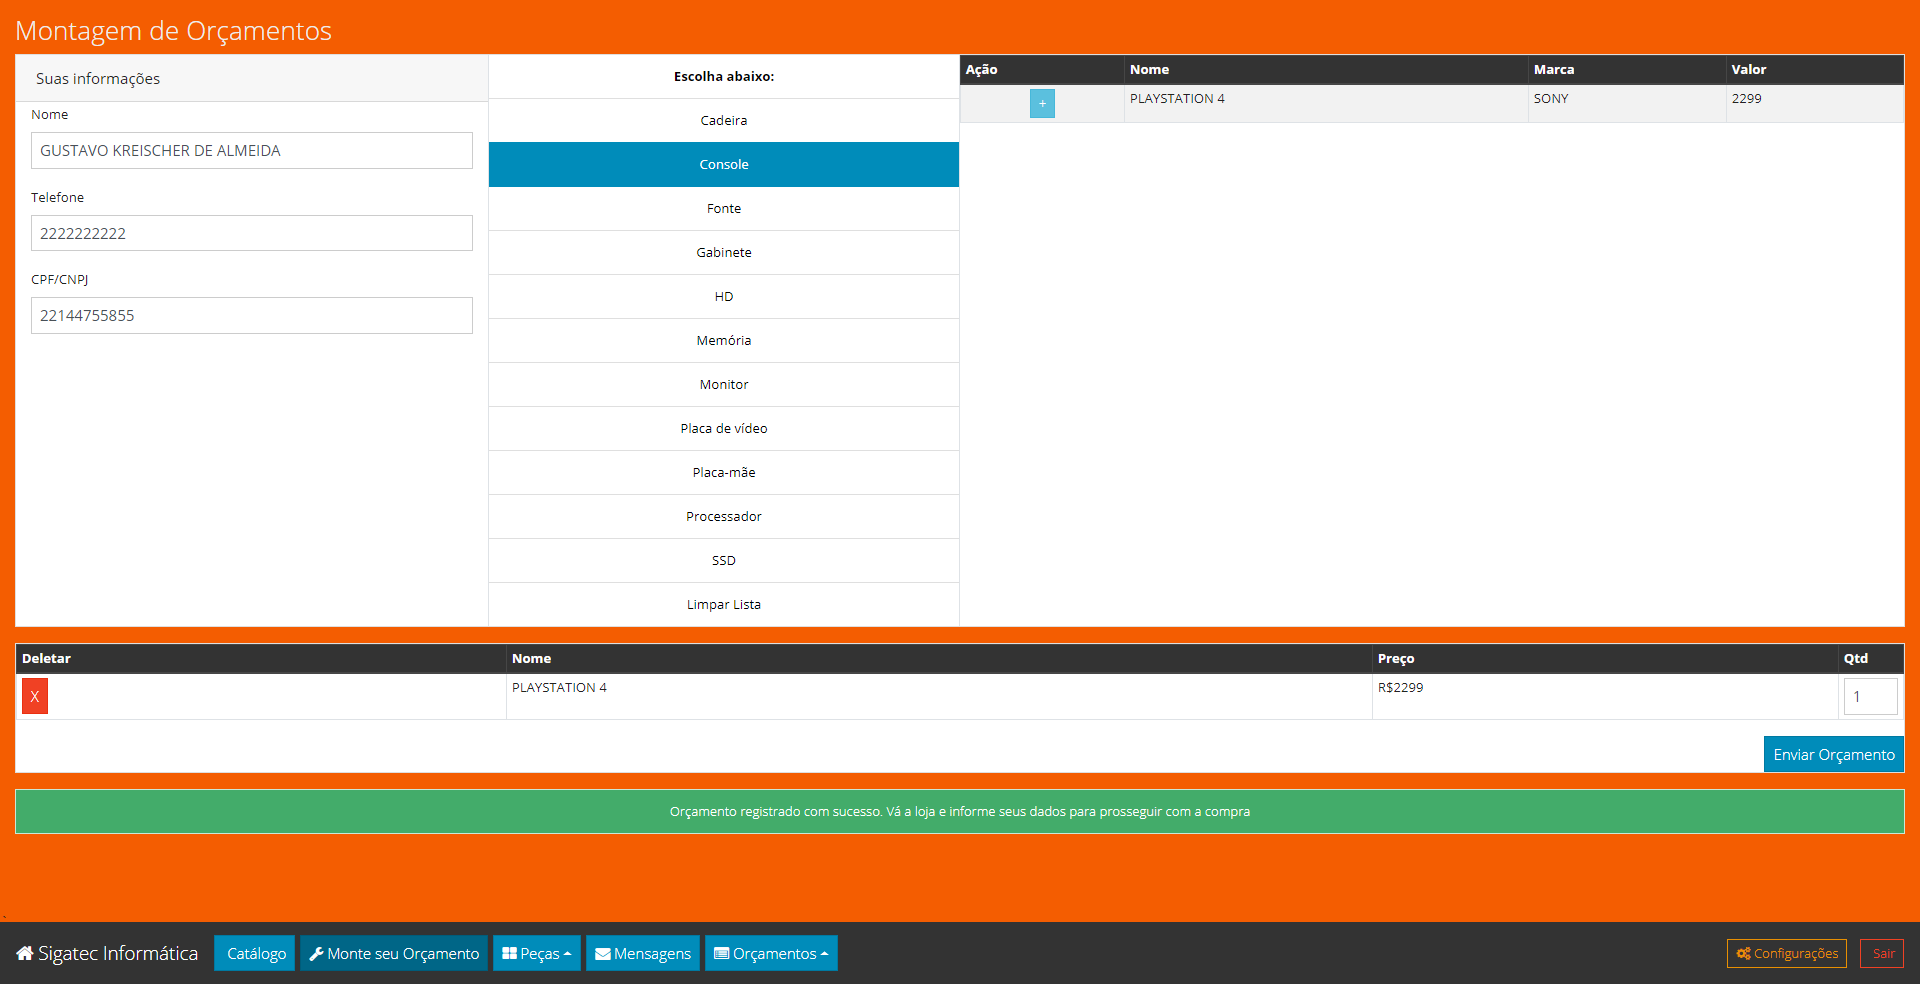 Montagem de Orçamentos
Suas informações
Nome
GUSTAVO KREISCHER DE ALMEIDA
Telefone
2222222222
CPF/CNPJ
22144755855
Escolha abaixo:
Cadeira
Console
Fonte
Gabinete
HD
Memória
Monitor
Placa de vídeo
Placa-mãe
Processador
SSD
Limpar Lista
Ação Nome Marca Valor
+ PLAYSTATION 4 SONY 2299
Deletar Nome Preço Qtd
X PLAYSTATION 4 R$2299 1
Enviar Orçamento
Orçamento registrado com sucesso. Vá a loja e informe seus dados para prosseguir com a compra
.
Sigatec Informática Catálogo Monte seu Orçamento Peças Mensagens Orçamentos Configurações Sair